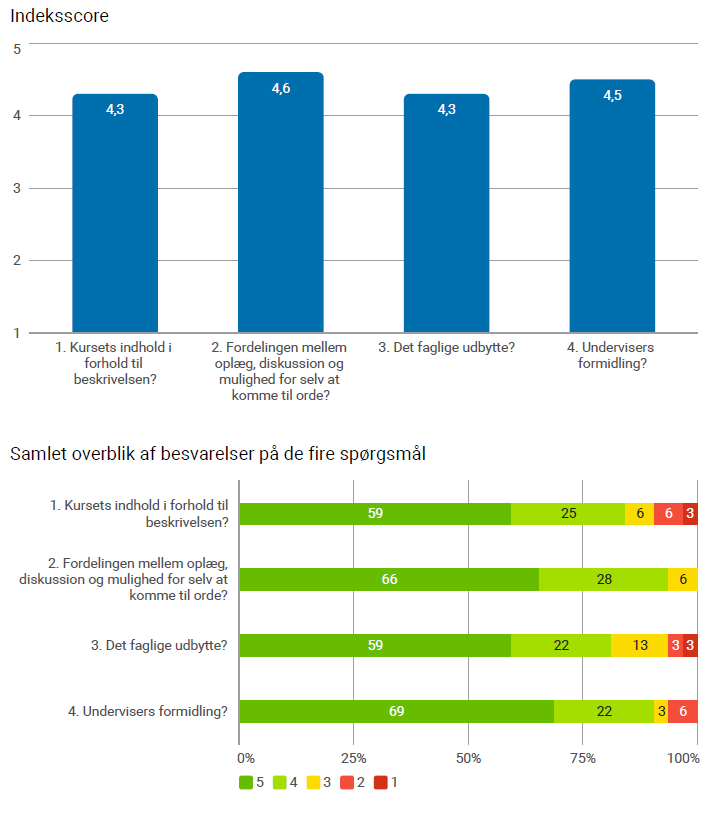 Indeksscore
5
4,3
4,6
4,3
4,5
4
3
2
1
1. Kursets indhold i
forhold til
beskrivelsen?
2. Fordelingen mellem
oplæg, diskussion og
mulighed for selv at
komme til orde?
3. Det faglige udbytte?
4. Undervisers
formidling?
Samlet overblik af besvarelser på de fire spørgsmål
1. Kursets indhold i forhold til
beskrivelsen?
59 25 6 6 3
2. Fordelingen mellem oplæg,
diskussion og mulighed for selv at
komme til orde?
66 28 6
3. Det faglige udbytte?
59 22 13 3 3
4. Undervisers formidling?
69 22 3 6
0% 25% 50% 75% 100%
5 4 3 2 1